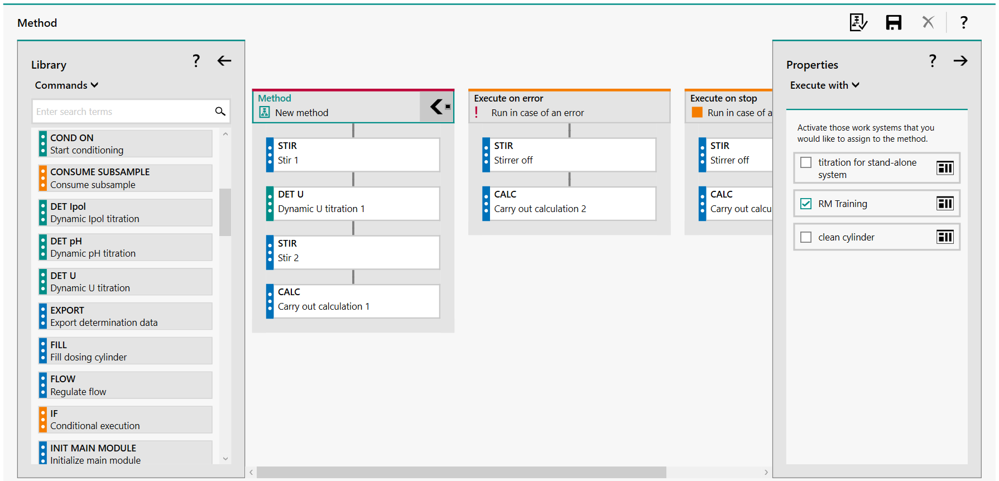 Method
?
Library
?
Commands
Enter search terms
COND ON
Start conditioning
CONSUME SUBSAMPLE
Consume subsample
DET Ipol
Dynamic Ipol titration
DET pH
Dynamic pH titration
DET U
Dynamic U titration
EXPORT
Export determination data
FILL
Fill dosing cylinder
FLOW
Regulate flow
IF
Conditional execution
INIT MAIN MODULE
Initialize main module
Method
New method
STIR
Stir 1
DET U
Dynamic U titration 1
STIR
Stir 2
CALC
Carry out calculation 1
Execute on error
! Run in case of an error
STIR
Stirrer off
CALC
Carry out calculation 2
Execute on stop
Run in case of a
STIR
Stirrer off
CALC
Carry out calcu
Properties
?
Execute with
Activate those work systems that you
would like to assign to the method.
titration for stand-alone
system
RM Training
clean cylinder